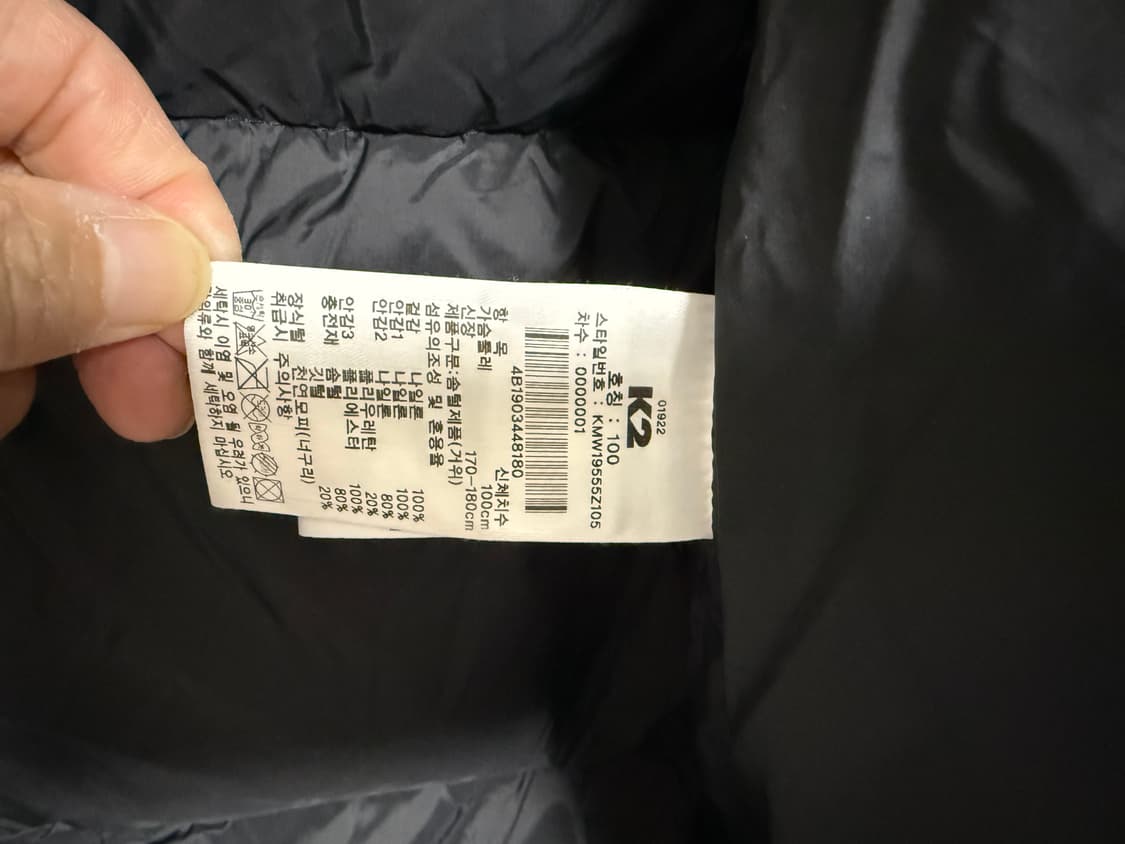 01922
K2
호 칭 : 100
스타일번호 : KMW19555Z105
차수 : 0000001
4B1903448180
항 목 신체치수
가슴둘레 100cm
신장 170-180cm
제품구분:솜털제품(거위)
섬유의조성 및 혼용율
겉감 나일론 100%
안감1 나일론 100%
안감2 나일론 80%
폴리우레탄 20%
안감3 폴리에스터 100%
충전재 솜털 80%
깃털 20%
장식털 천연모피(너구리)
취급시 주의사항
세탁시 이염 및 오염 될 우려가 있으니
함께 세탁하지 마십시오